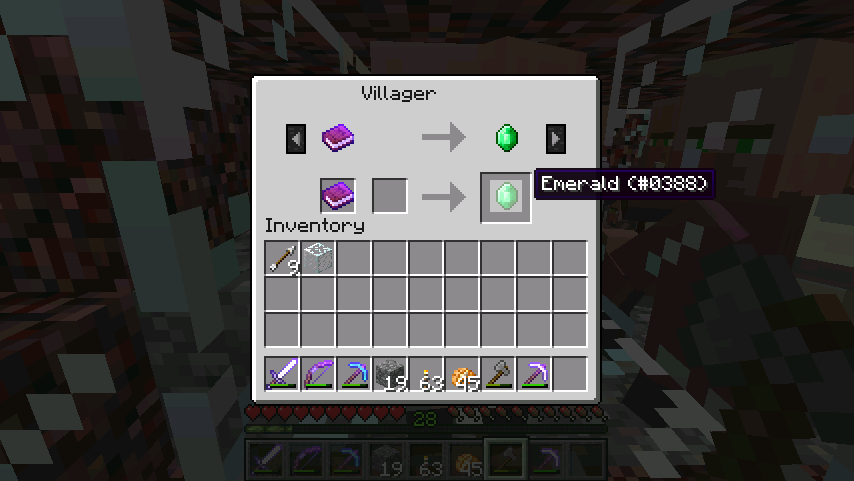 Villager
Emerald (#0388)
Inventory
9
19 63 45
28
19 63 45